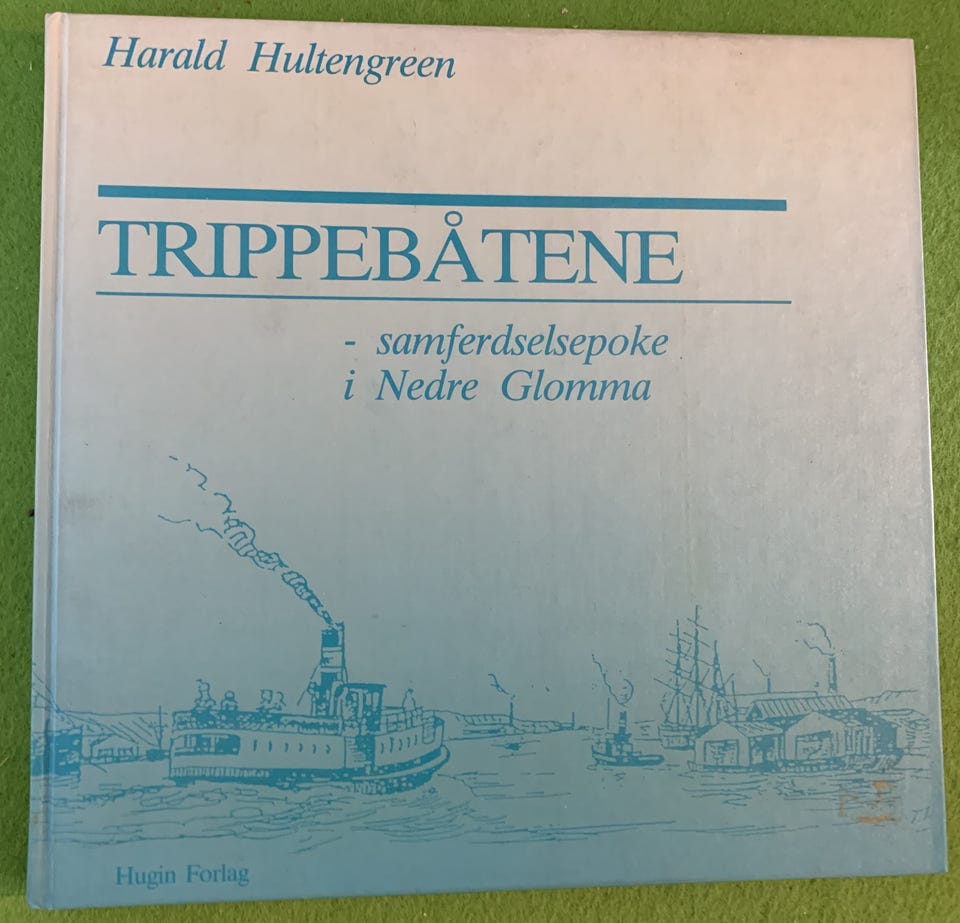 Harald Hultengreen
TRIPPEBÅTENE
- samferdselsepoke
i Nedre Glomma
Hugin Forlag